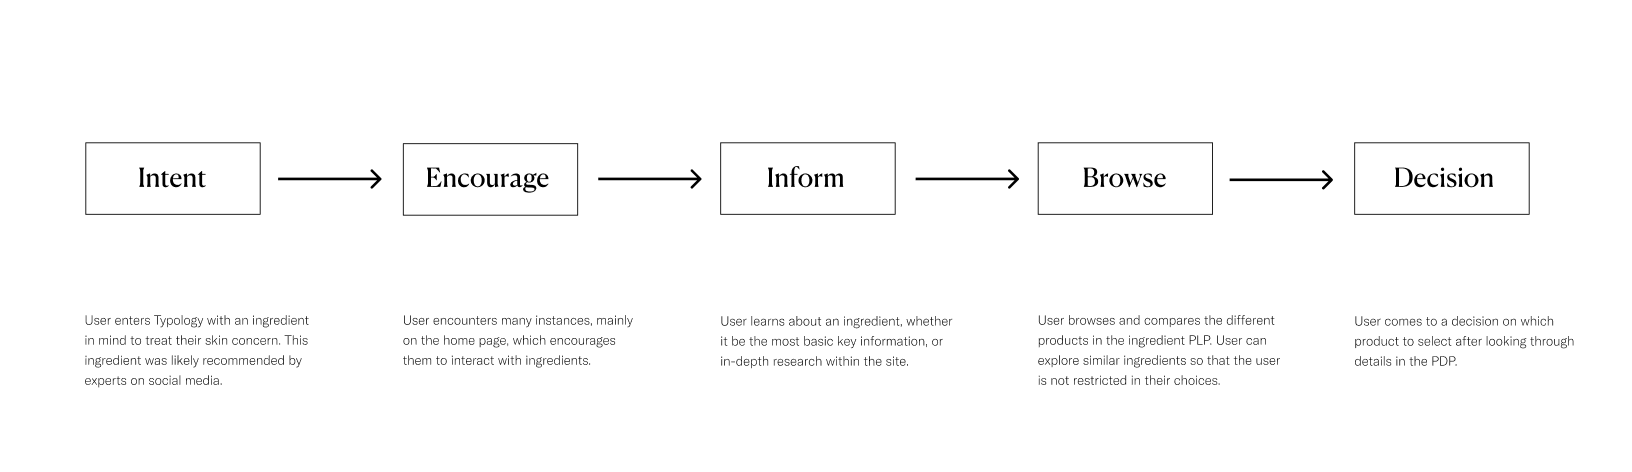 Intent
Encourage
Inform
Browse
Decision
User enters Typology with an ingredient
in mind to treat their skin concern. This
ingredient was likely recommended by
experts on social media.
User encounters many instances, mainly
on the home page, which encourages
them to interact with ingredients.
User learns about an ingredient, whether
it be the most basic key information, or
in-depth research within the site.
User browses and compares the different
products in the ingredient PLP. User can
explore similar ingredients so that the user
is not restricted in their choices.
User comes to a decision on which
product to select after looking through
details in the PDP.